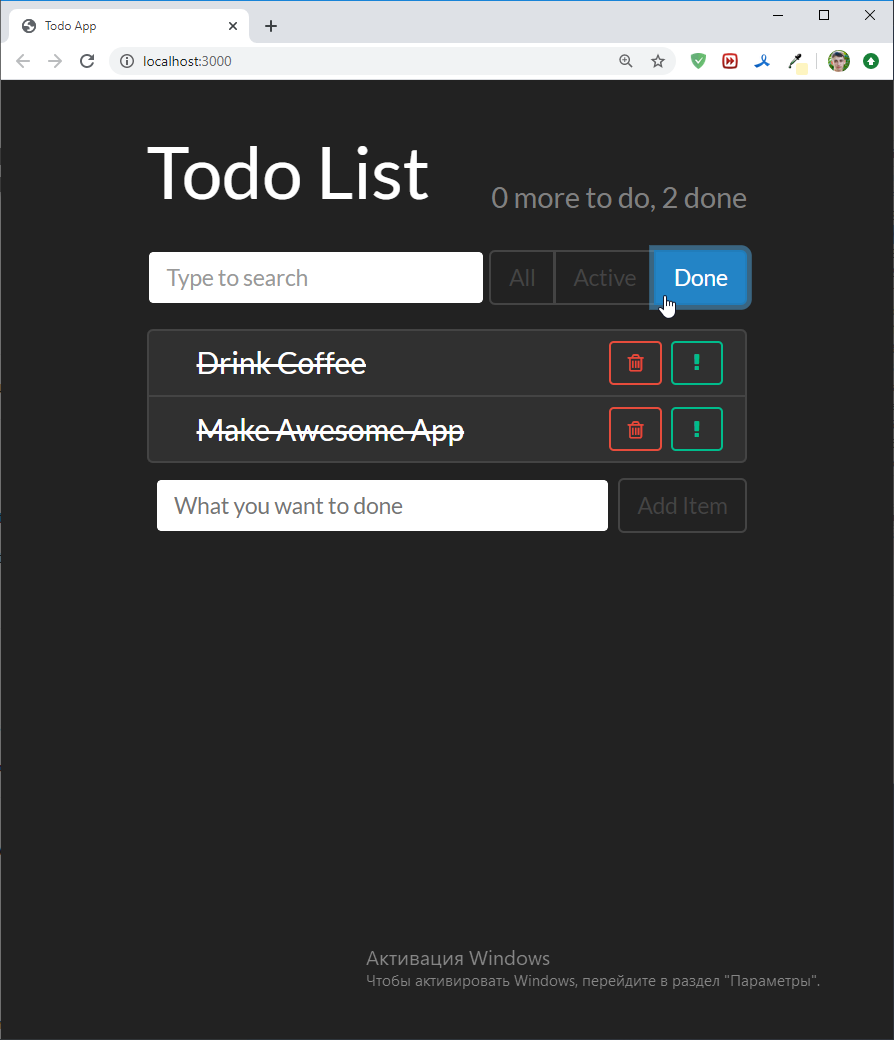 Todo App
localhost:3000
Todo List
0 more to do, 2 done
Type to search
All
Active
Done
Drink Coffee
Make Awesome App
What you want to done
Add Item
Активация Windows
Чтобы активировать Windows, перейдите в раздел "Параметры".